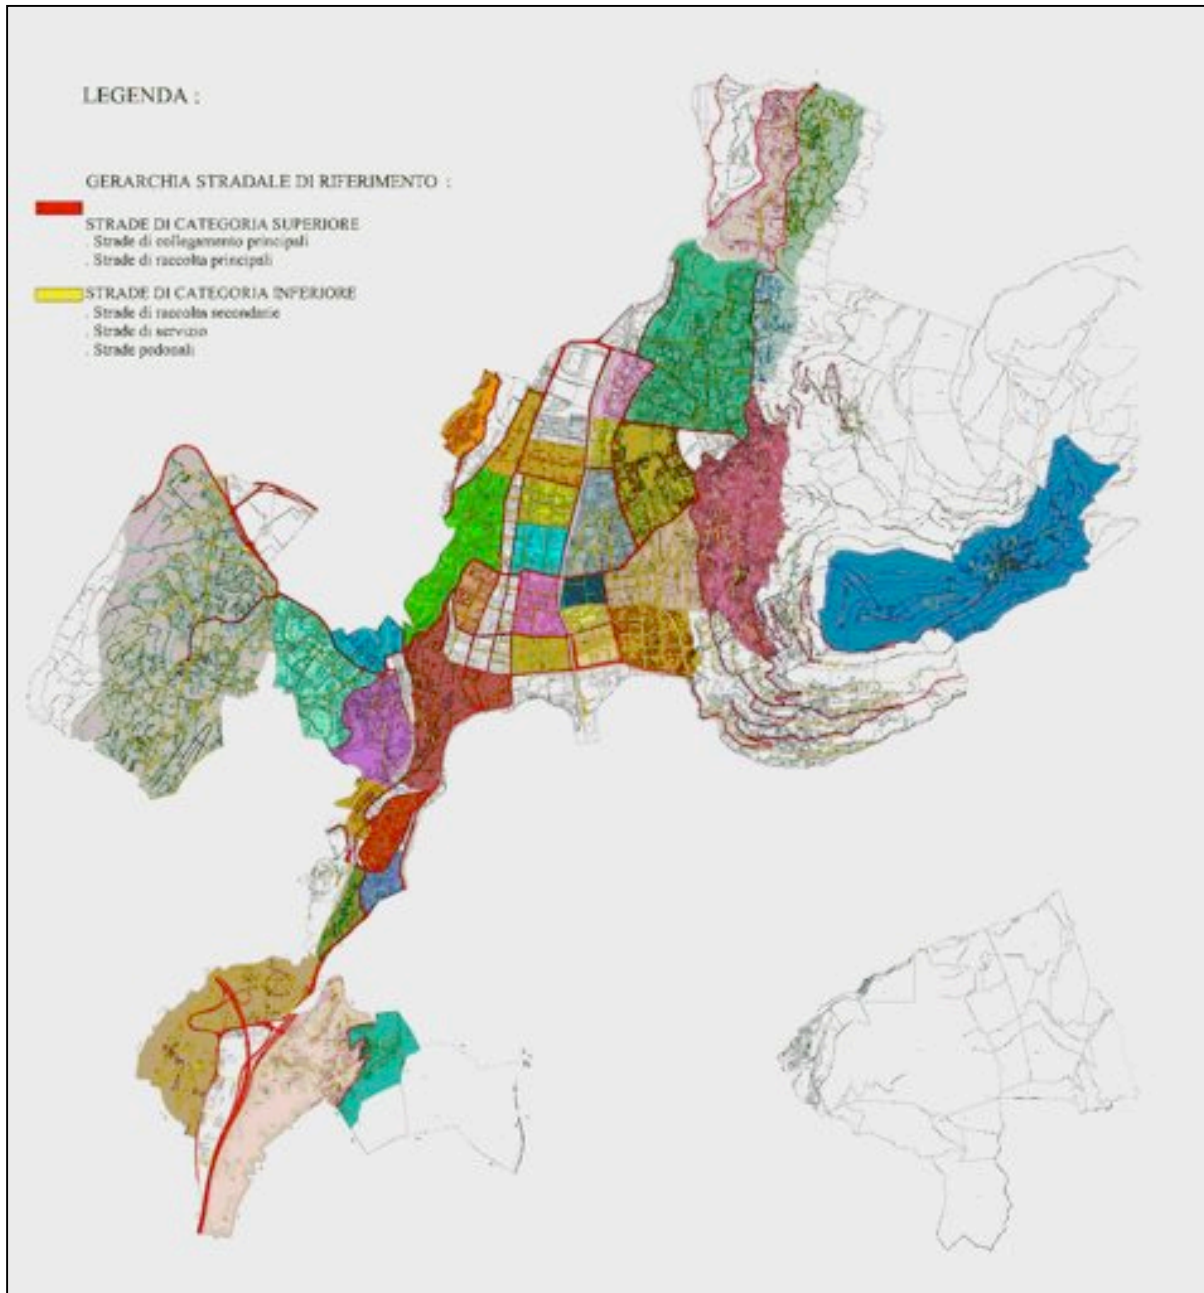 LEGENDA :
GERARCHIA STRADALE DI RIFERIMENTO :
STRADE DI CATEGORIA SUPERIORE
. Strade di collegamento principali
. Strade di raccolta principali
STRADE DI CATEGORIA INFERIORE
. Strade di raccolta secondarie
. Strade di servizio
. Strade pedonali